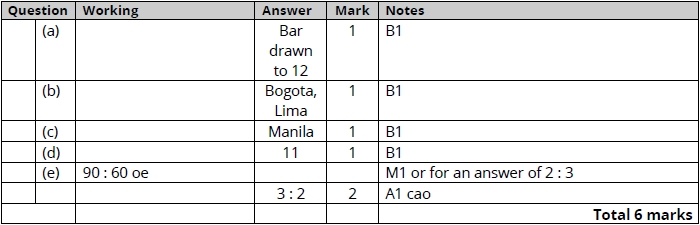 Question Working Answer Mark Notes
(a) Bar 1 B1
drawn
to 12
(b) Bogota, 1 B1
Lima
(c) Manila 1 B1
(d) 11 1 B1
(e) 90 : 60 oe M1 or for an answer of 2 : 3
3 : 2 2 A1 cao
Total 6 marks